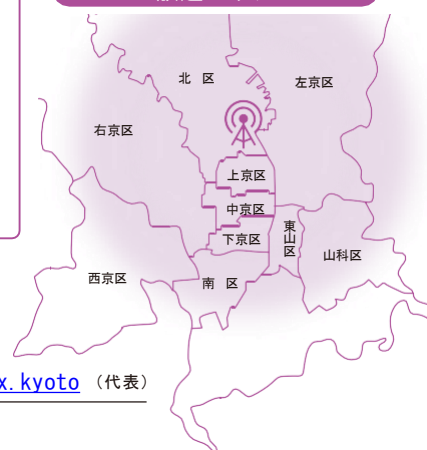 北 区
左京区
右京区
上京区
中京区
下京区
東山区
山科区
西京区
南 区
x.kyoto (代表)